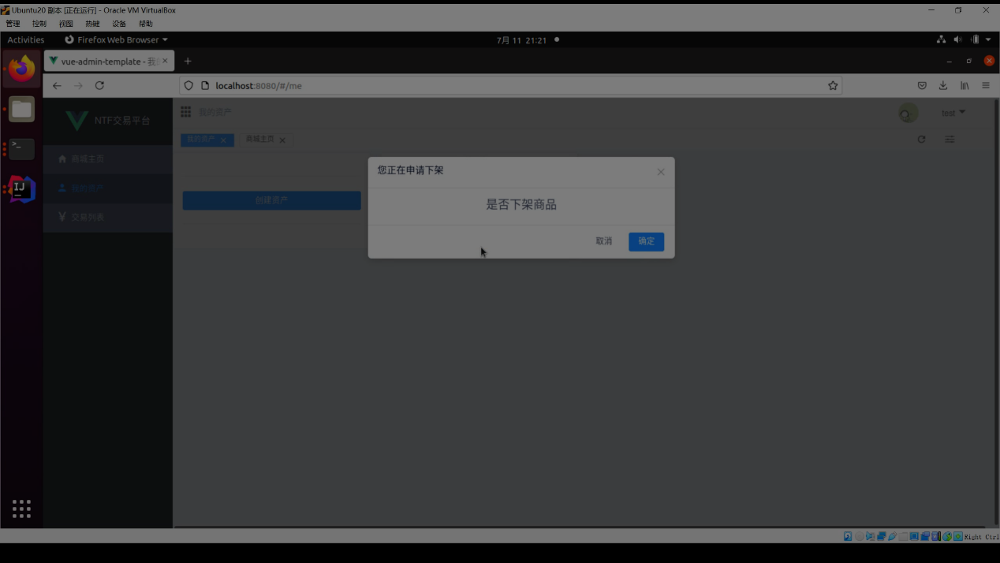 Ubuntu20 副本 [正在运行] - Oracle VM VirtualBox
管理 控制 视图 热键 设备 帮助
Activities Firefox Web Browser 7月 11 21:21
vue-admin-template - 我
localhost:8080/#/me
NTF交易平台 我的资产 test
我的资产 商城主页
商城主页
我的资产
交易列表
创建资产
您正在申请下架
是否下架商品
取消 确定
Right Ctrl